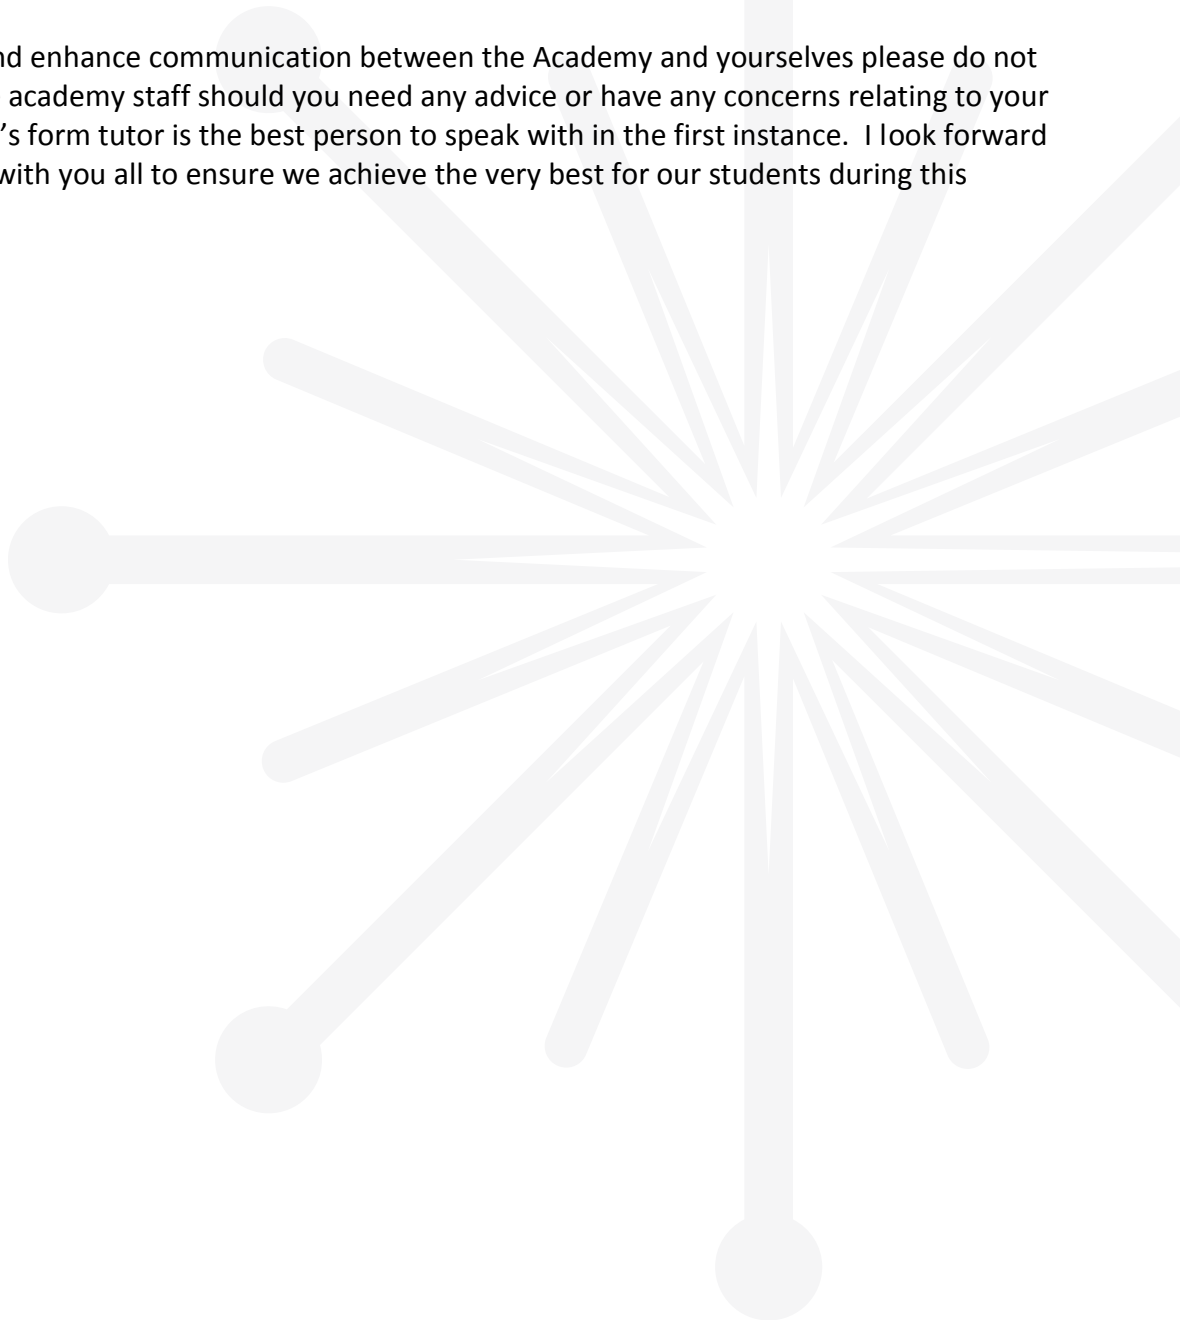 nd enhance communication between the Academy and yourselves please do not
academy staff should you need any advice or have any concerns relating to your
's form tutor is the best person to speak with in the first instance.  I look forward
with you all to ensure we achieve the very best for our students during this